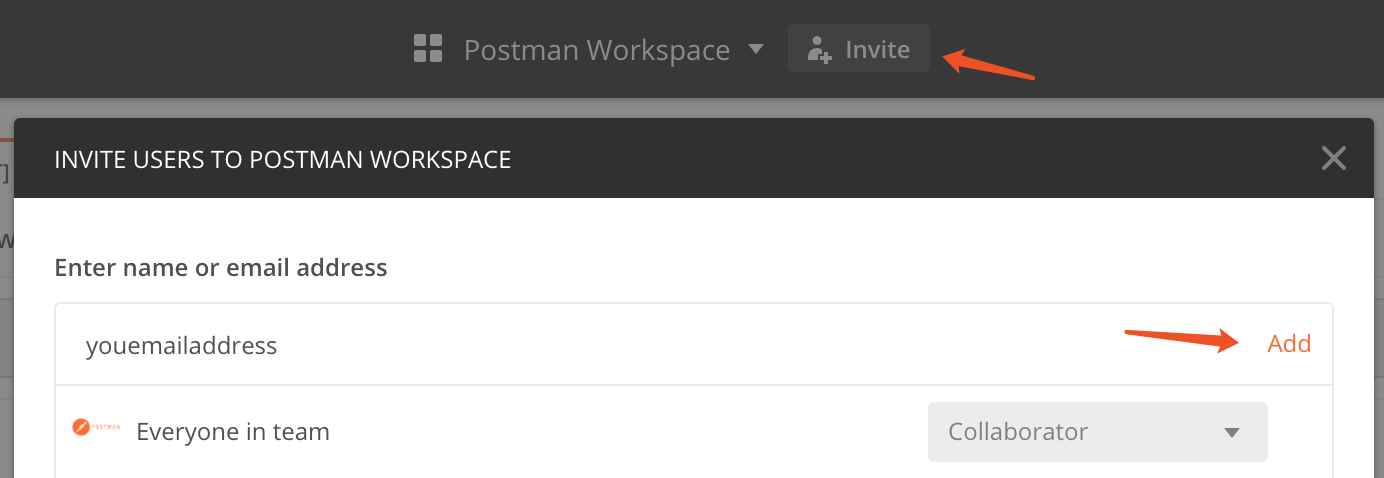 Postman Workspace
Invite
INVITE USERS TO POSTMAN WORKSPACE
Enter name or email address
youemailaddress
Add
POSTMAN
Everyone in team
Collaborator